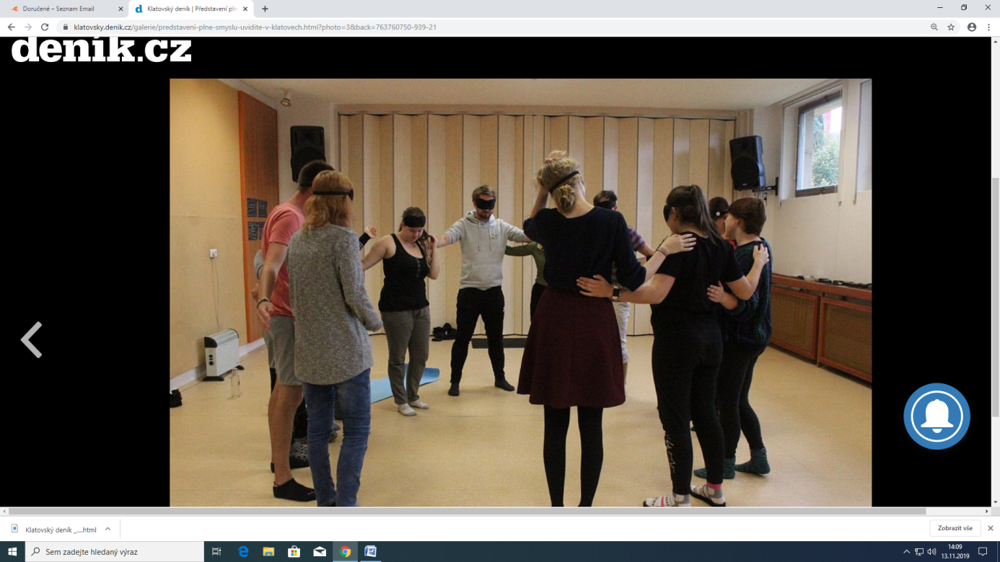 Doručené – Seznam Email
Klatovský deník | Představení pln
klatovsky.denik.cz/galerie/predstaveni-plne-smyslu-uvidite-v-klatovech.html?photo=3&back=763760750-939-21
deník.cz
Klatovský deník _....html
Zobrazit vše
Sem zadejte hledaný výraz
14:09
13.11.2019